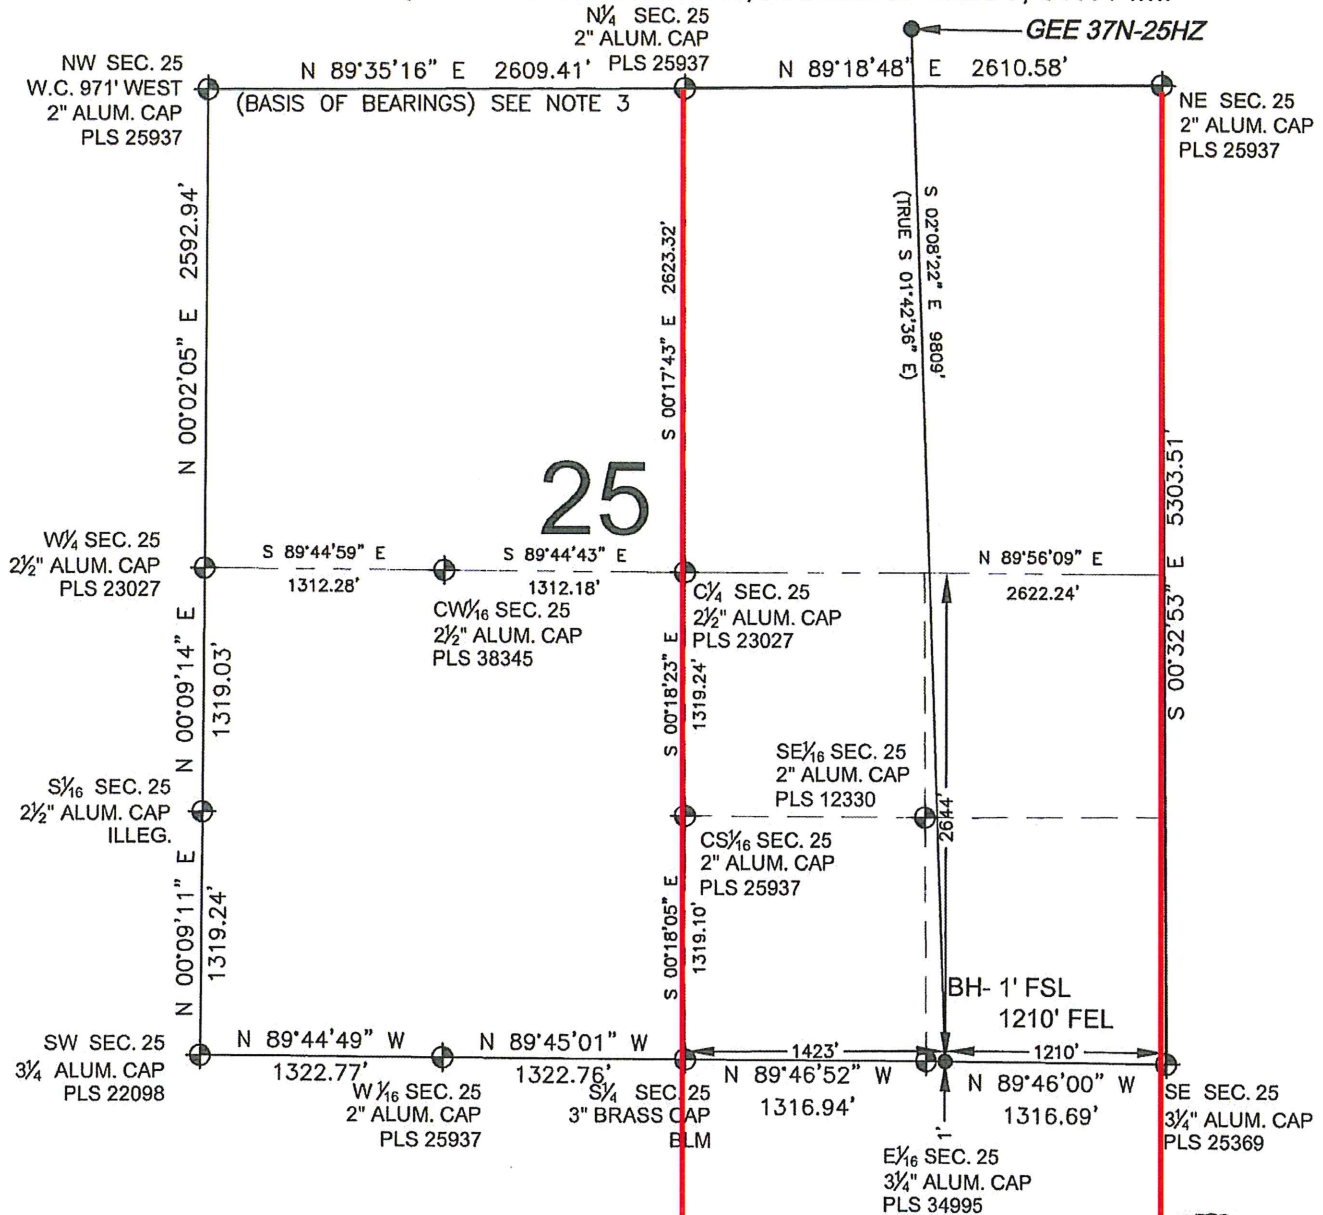 N¼ SEC. 25
2" ALUM. CAP
PLS 25937
GEE 37N-25HZ
NW SEC. 25
W.C. 971' WEST
2" ALUM. CAP
PLS 25937
N 89°35'16" E 2609.41'
(BASIS OF BEARINGS) SEE NOTE 3
N 89°18'48" E 2610.58'
NE SEC. 25
2" ALUM. CAP
PLS 25937
N 00°02'05" E 2592.94'
S 00°17'43" E 2623.32'
S 02°08'22" E 9809'
(TRUE S 01°42'36" E)
S 00°32'53" E 5303.51'
25
W¼ SEC. 25
2½" ALUM. CAP
PLS 23027
S 89°44'59" E
1312.28'
S 89°44'43" E
1312.18'
N 89°56'09" E
2622.24'
CW⅟16 SEC. 25
2½" ALUM. CAP
PLS 38345
C¼ SEC. 25
2½" ALUM. CAP
PLS 23027
N 00°09'14" E
1319.03'
S 00°18'23" E
1319.24'
SE⅟16 SEC. 25
2" ALUM. CAP
PLS 12330
2644'
S⅟16 SEC. 25
2½" ALUM. CAP
ILLEG.
CS⅟16 SEC. 25
2" ALUM. CAP
PLS 25937
N 00°09'11" E
1319.24'
S 00°18'05" E
1319.10'
BH- 1' FSL
1210' FEL
SW SEC. 25
3¼ ALUM. CAP
PLS 22098
N 89°44'49" W
1322.77'
N 89°45'01" W
1322.76'
1423'
1210'
N 89°46'52" W
1316.94'
N 89°46'00" W
1316.69'
W⅟16 SEC. 25
2" ALUM. CAP
PLS 25937
S¼ SEC. 25
3" BRASS CAP
BLM
1'
E⅟16 SEC. 25
3¼" ALUM. CAP
PLS 34995
SE SEC. 25
3¼" ALUM. CAP
PLS 25369